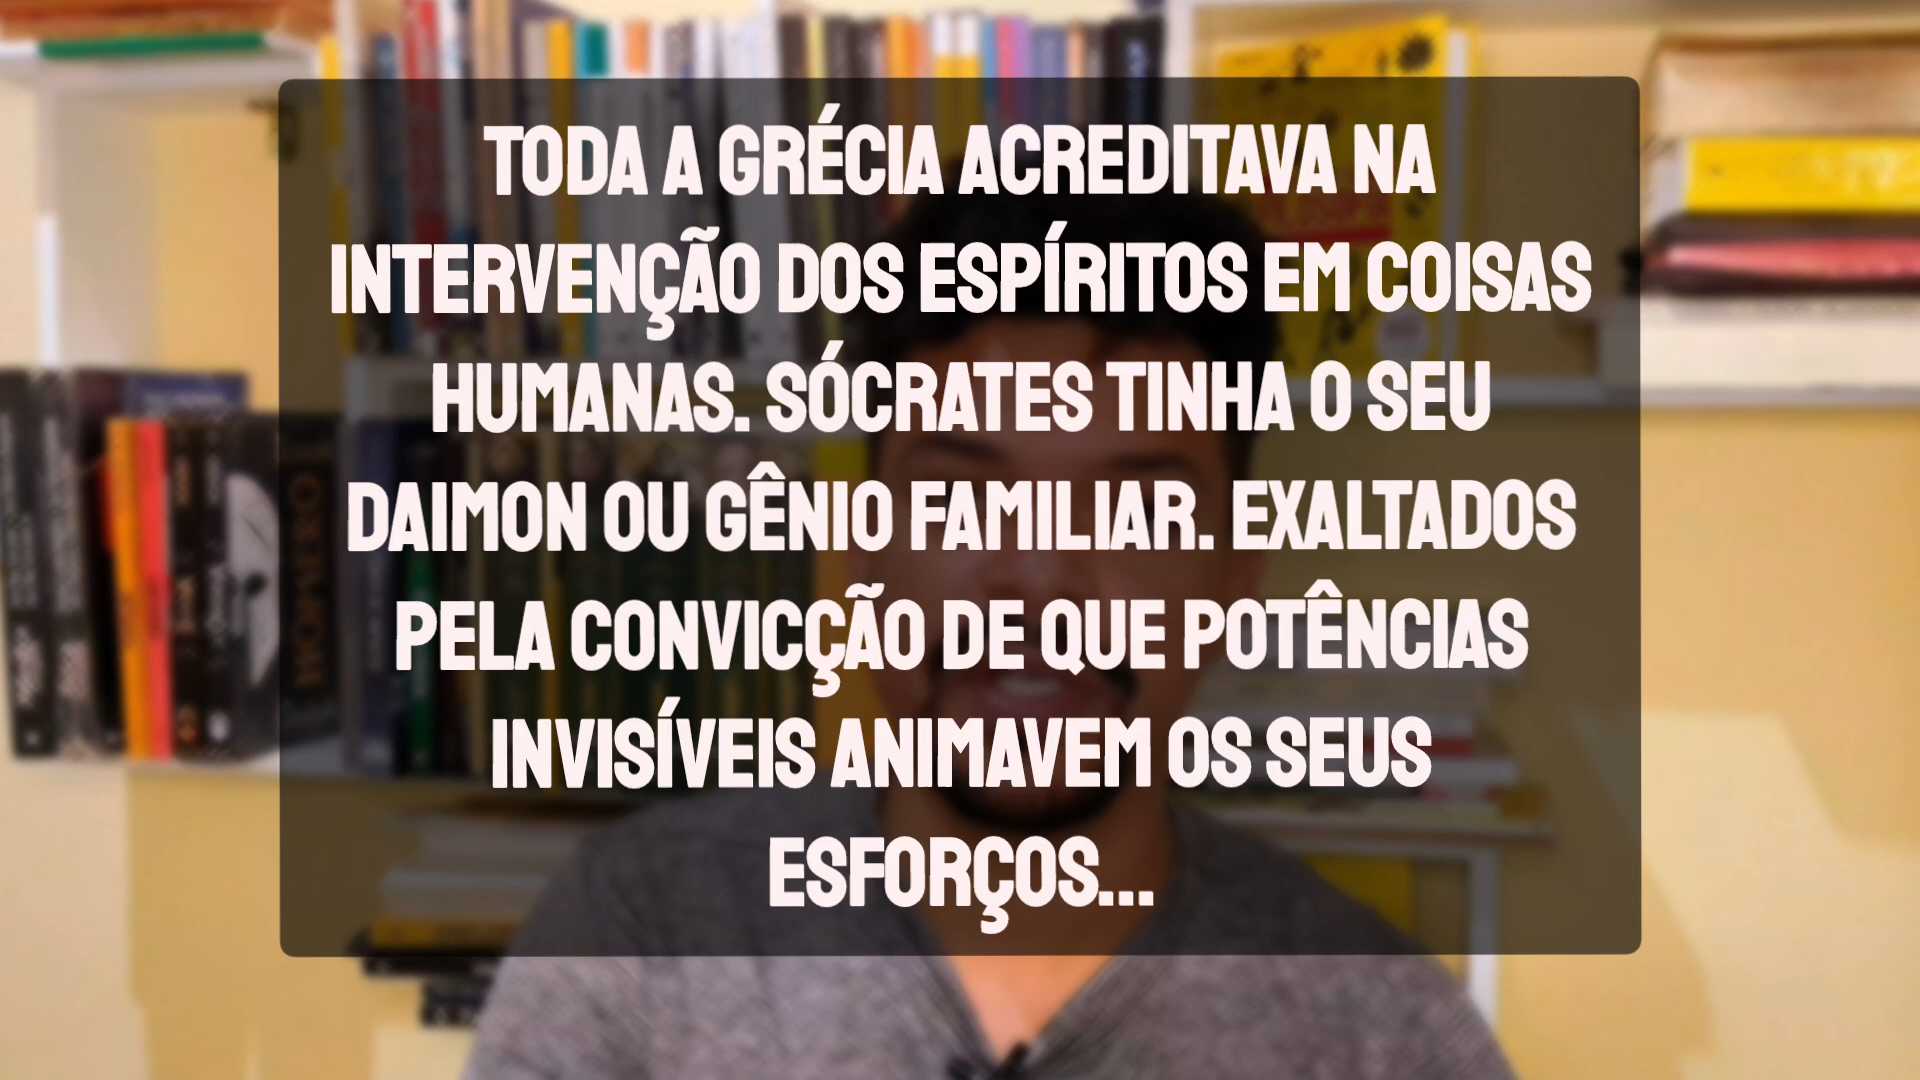 TODA A GRÉCIA ACREDITAVA NA
INTERVENÇÃO DOS ESPÍRITOS EM COISAS
HUMANAS. SÓCRATES TINHA O SEU
DAIMON OU GÊNIO FAMILIAR. EXALTADOS
PELA CONVICÇÃO DE QUE POTÊNCIAS
INVISÍVEIS ANIMAVEM OS SEUS
ESFORÇOS...
HOMERO